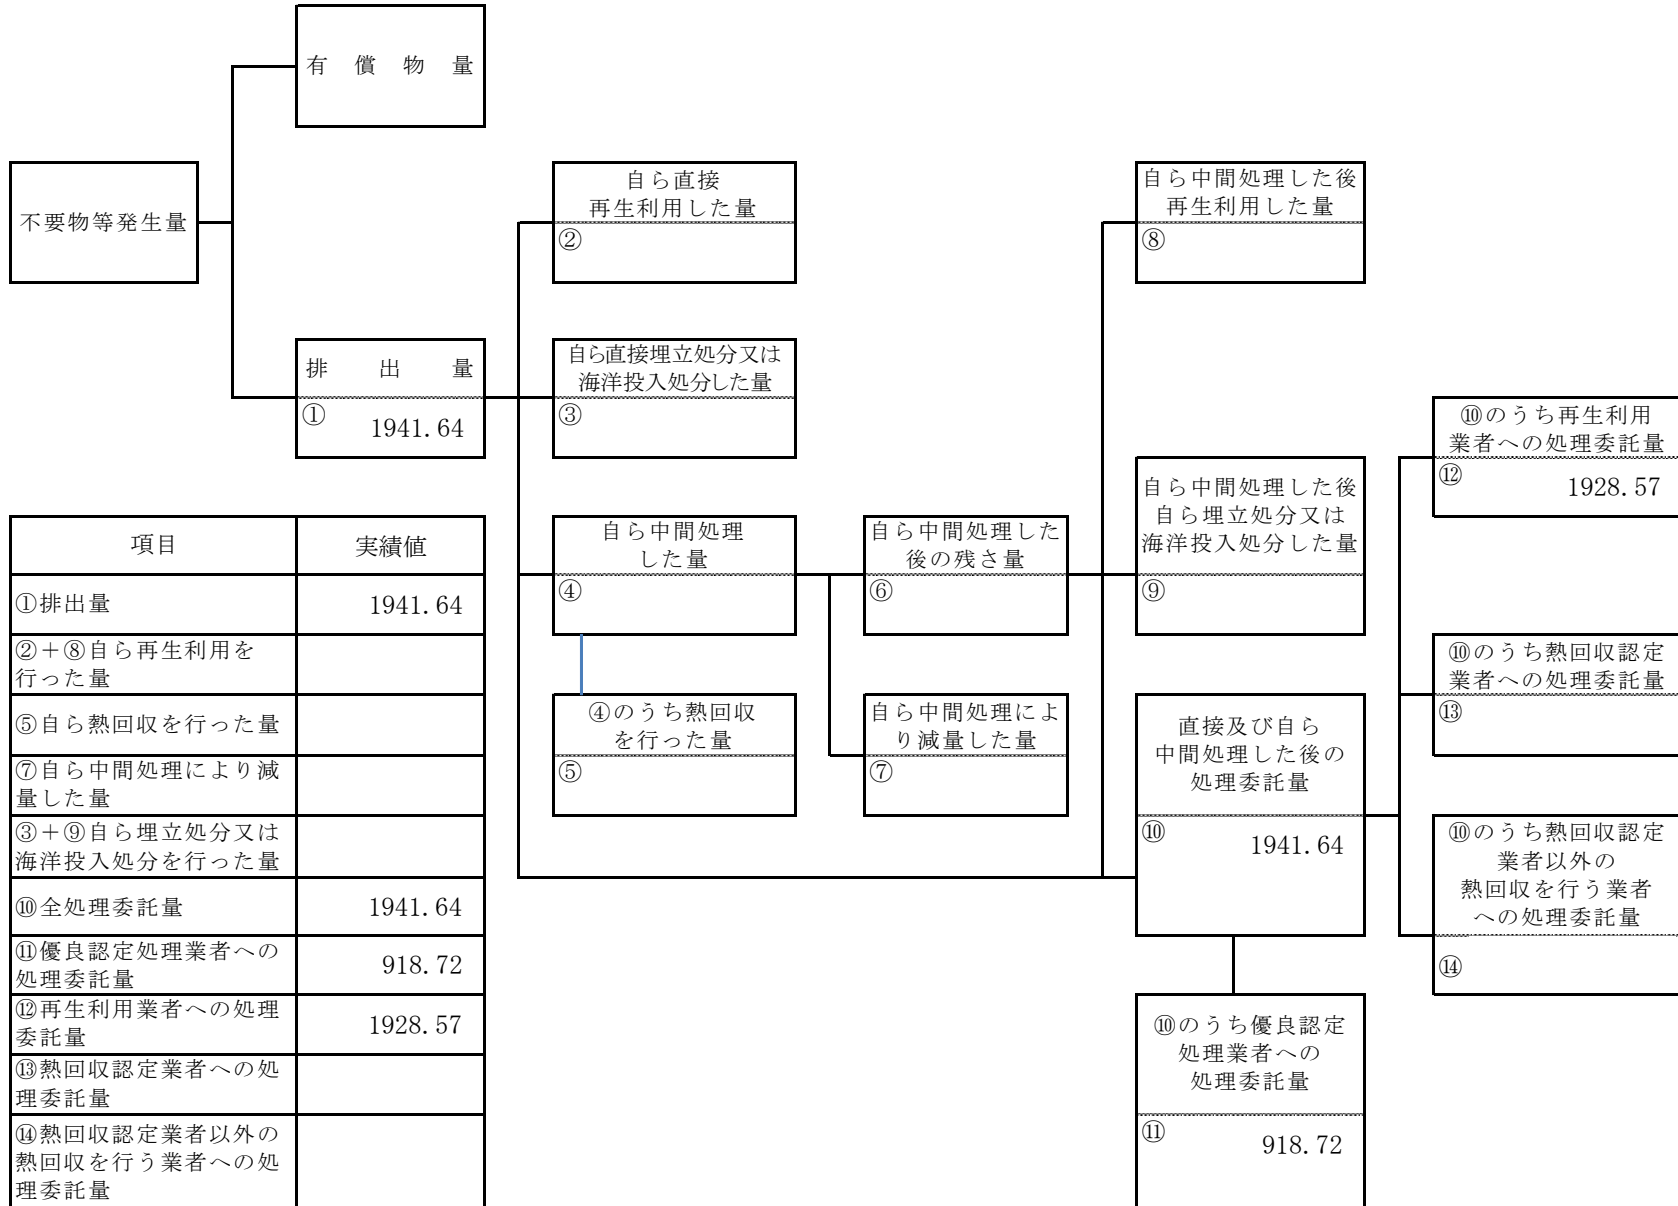 有償物量
不要物等発生量
排出量
① 1941.64
自ら直接
再生利用した量
②
自ら直接埋立処分又は
海洋投入処分した量
③
自ら中間処理
した量
④
④のうち熱回収
を行った量
⑤
自ら中間処理した
後の残さ量
⑥
自ら中間処理によ
り減量した量
⑦
自ら中間処理した後
再生利用した量
⑧
自ら中間処理した後
自ら埋立処分又は
海洋投入処分した量
⑨
直接及び自ら
中間処理した後の
処理委託量
⑩ 1941.64
⑩のうち優良認定
処理業者への
処理委託量
⑪ 918.72
⑩のうち再生利用
業者への処理委託量
⑫ 1928.57
⑩のうち熱回収認定
業者への処理委託量
⑬
⑩のうち熱回収認定
業者以外の
熱回収を行う業者
への処理委託量
⑭
項目 実績値
①排出量 1941.64
②＋⑧自ら再生利用を
行った量
⑤自ら熱回収を行った量
⑦自ら中間処理により減
量した量
③＋⑨自ら埋立処分又は
海洋投入処分を行った量
⑩全処理委託量 1941.64
⑪優良認定処理業者への
処理委託量 918.72
⑫再生利用業者への処理
委託量 1928.57
⑬熱回収認定業者への処
理委託量
⑭熱回収認定業者以外の
熱回収を行う業者への処
理委託量